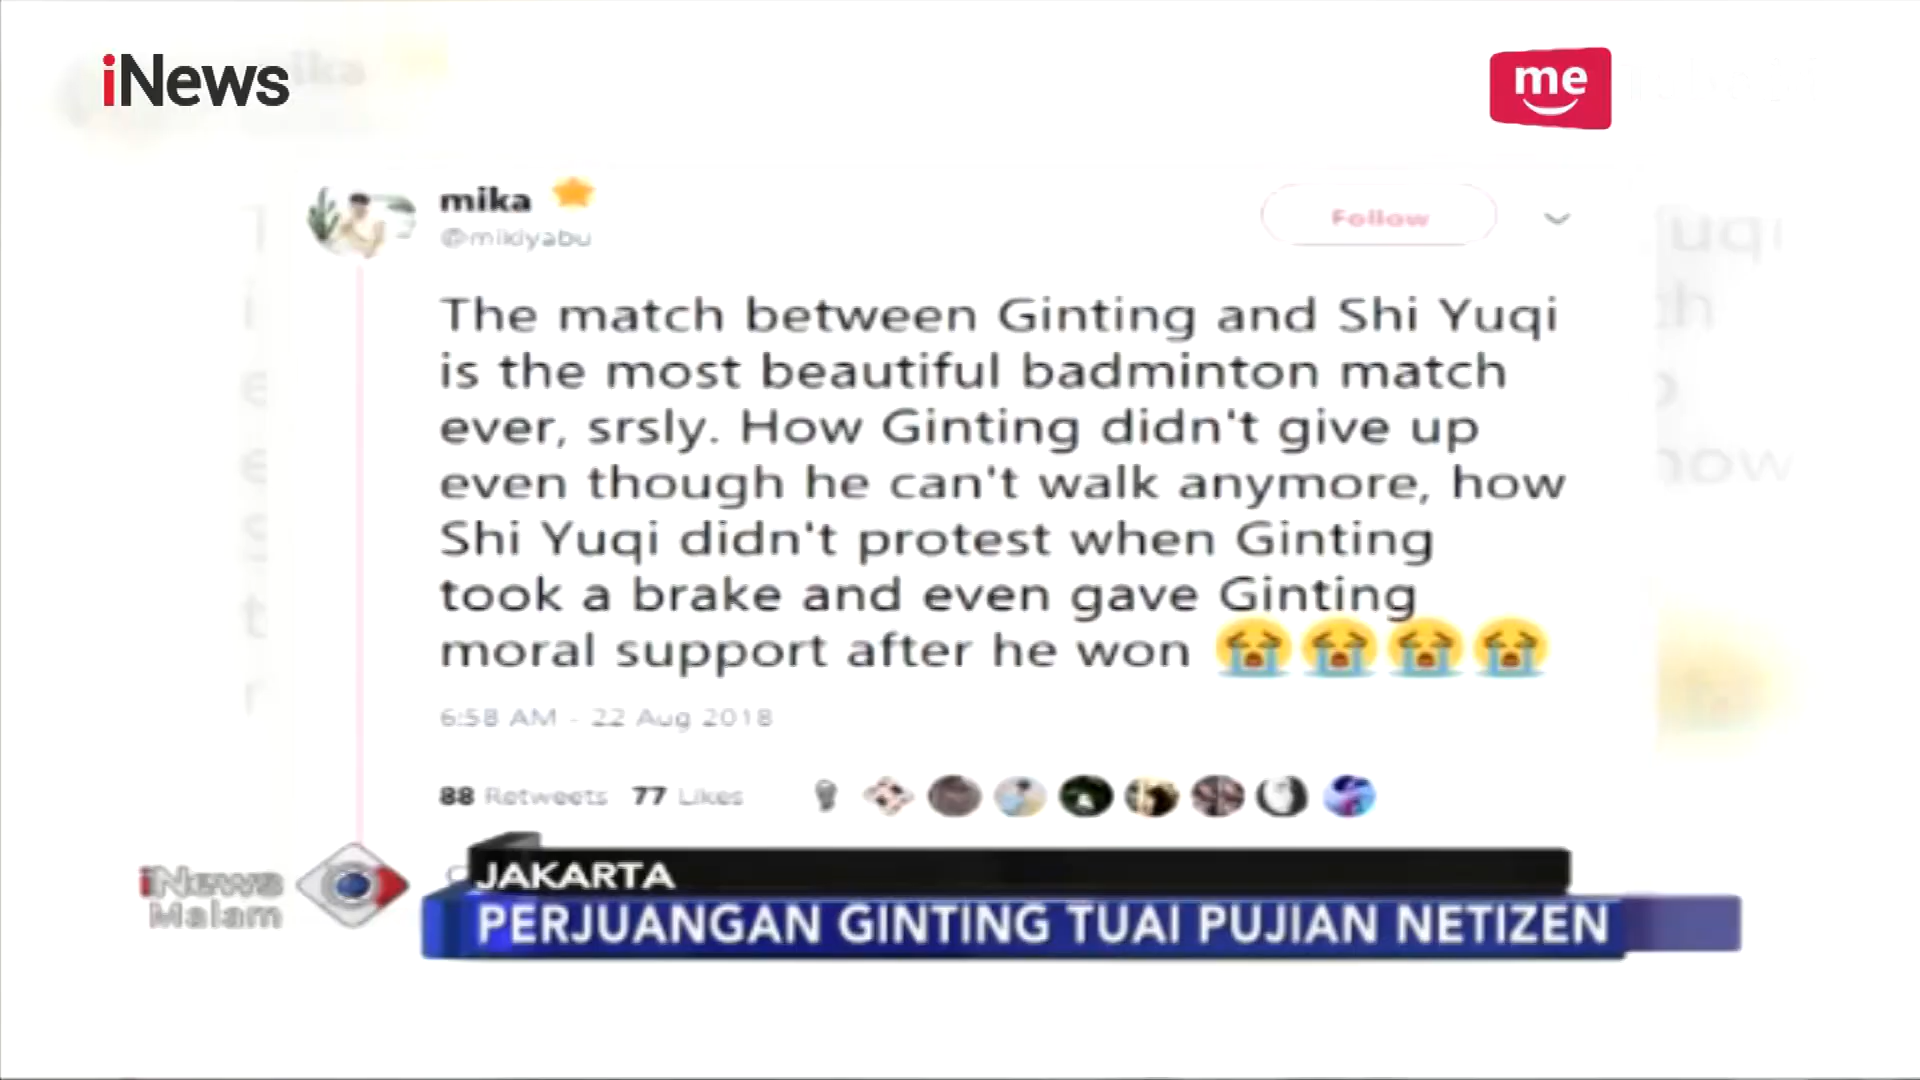 iNews
me
mika
Follow
@mikiyabu
The match between Ginting and Shi Yuqi
is the most beautiful badminton match
ever, srsly. How Ginting didn't give up
even though he can't walk anymore, how
Shi Yuqi didn't protest when Ginting
took a brake and even gave Ginting
moral support after he won 😭😭😭😭
6:58 AM - 22 Aug 2018
88 Retweets 77 Likes
iNews
Malam
JAKARTA
PERJUANGAN GINTING TUAI PUJIAN NETIZEN